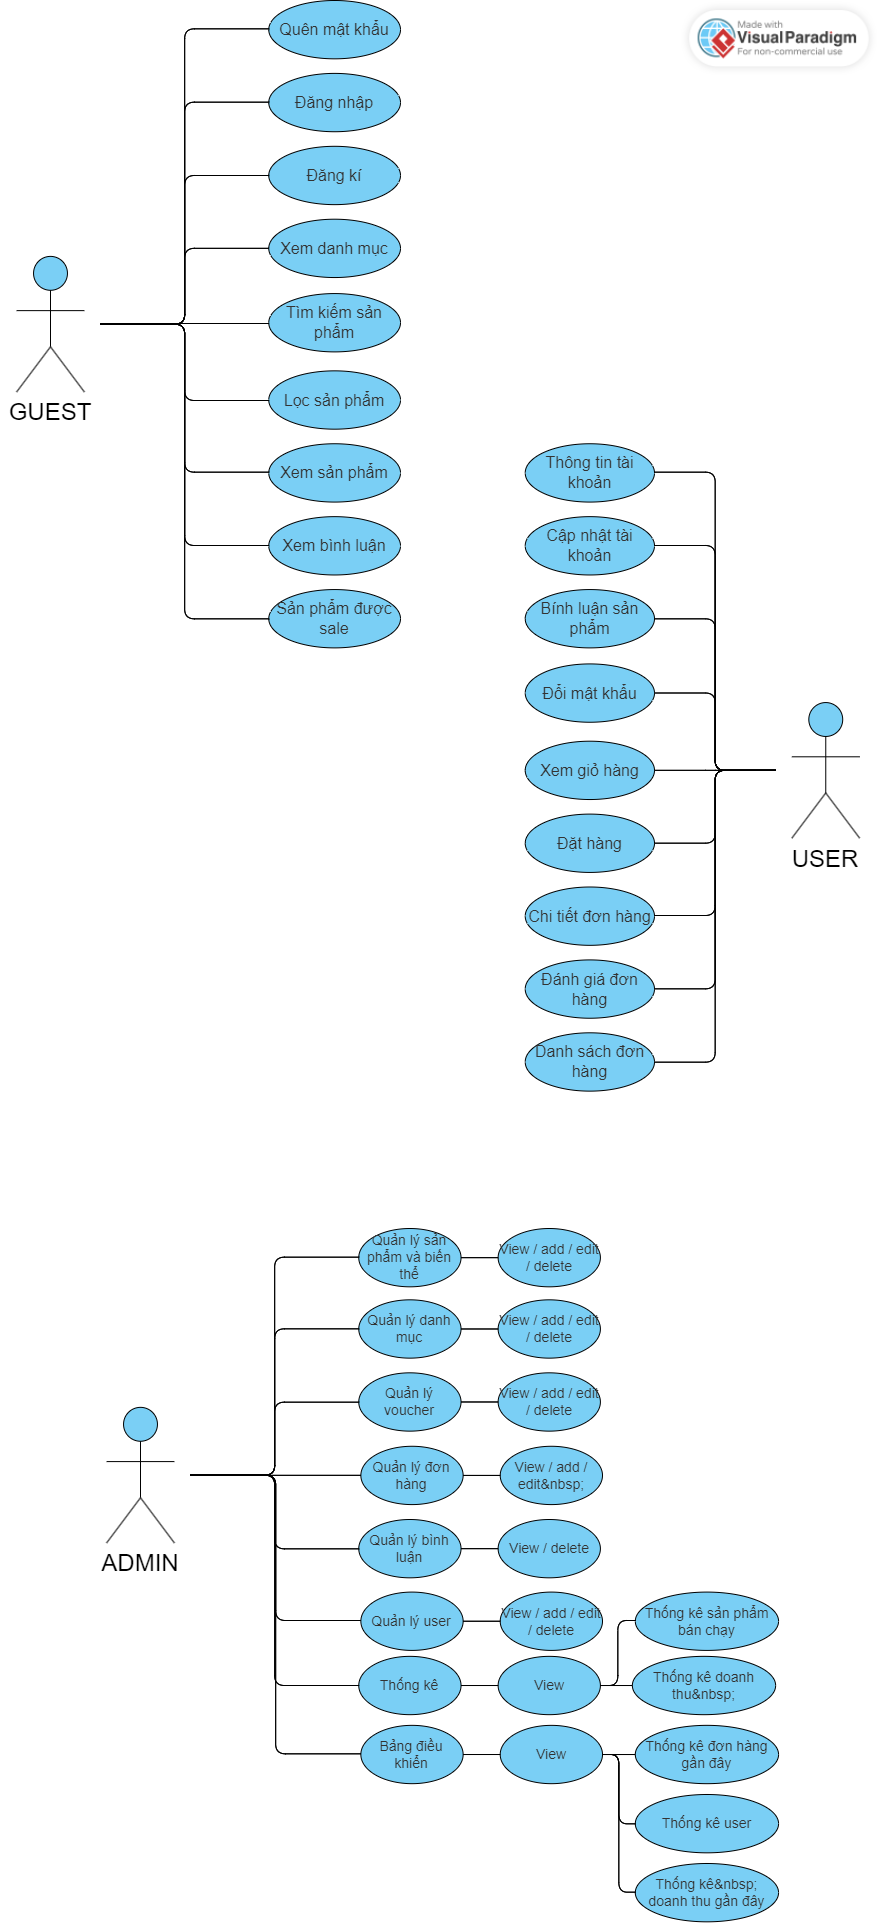 Made with
Visual Paradigm
For non-commercial use
Quên mật khẩu
Đăng nhập
Đăng kí
Xem danh mục
Tìm kiếm sản
phẩm
Lọc sản phẩm
Xem sản phẩm
Xem bình luận
Sản phẩm được
sale
GUEST
Thông tin tài
khoản
Cập nhật tài
khoản
Bính luận sản
phẩm
Đổi mật khẩu
Xem giỏ hàng
Đặt hàng
Chi tiết đơn hàng
Đánh giá đơn
hàng
Danh sách đơn
hàng
USER
Quản lý sẩn
phẩm và biến
thể
View / add / edit
/ delete
Quản lý danh
mục
View / add / edit
/ delete
Quản lý
voucher
View / add / edit
/ delete
Quản lý đơn
hàng
View / add /
edit&nbsp;
Quản lý bình
luận
View / delete
Quản lý user
View / add / edit
/ delete
Thống kê
View
Bảng điều
khiển
View
Thống kê sản phẩm
bán chạy
Thống kê doanh
thu&nbsp;
Thống kê đơn hàng
gần đây
Thống kê user
Thống kê&nbsp;
doanh thu gần đây
ADMIN